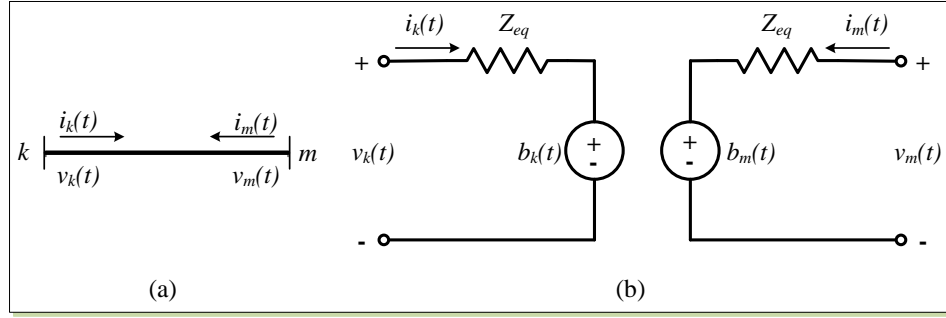 i_k(t) Z_eq Z_eq i_m(t)
+ +
i_k(t) i_m(t)
k m
v_k(t) v_m(t)
v_k(t) b_k(t) + - + - b_m(t) v_m(t)
- -
(a) (b)